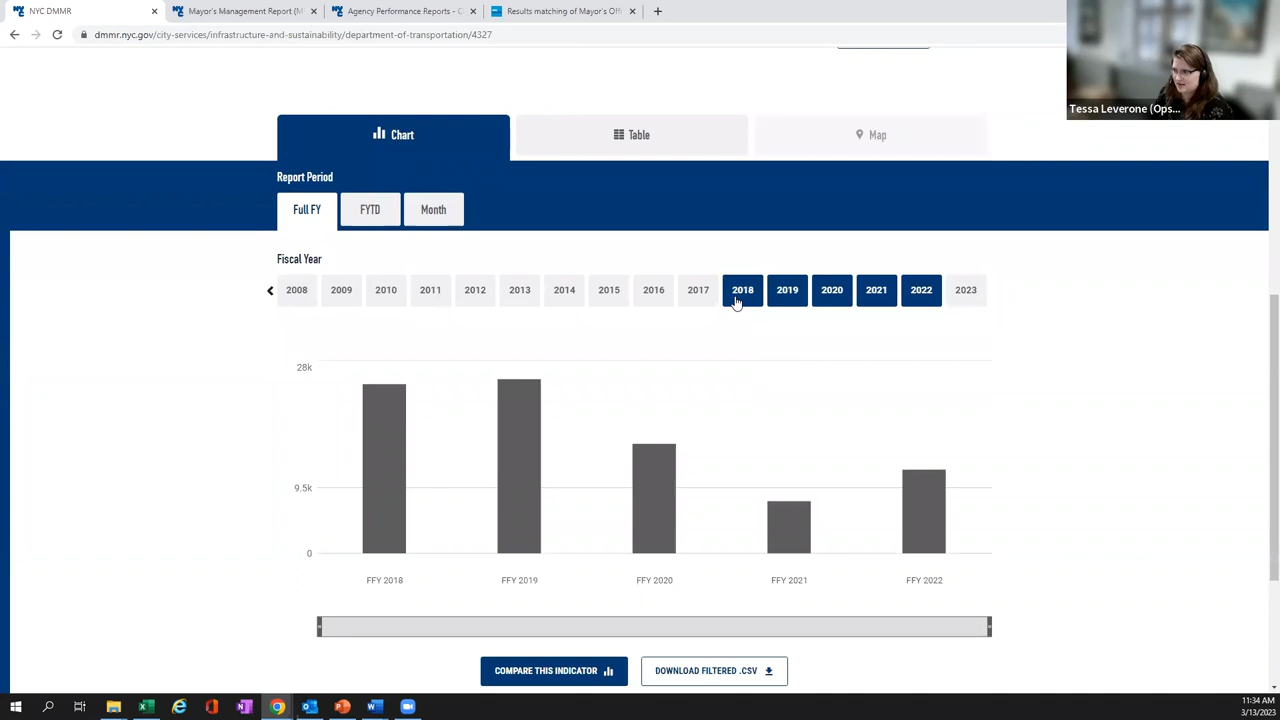 NYC DMMR
Mayor's Management Report (M
Agency Performance Reports - C
Results matching of Mayor's Off
dmmr.nyc.gov/city-services/infrastructure-and-sustainability/department-of-transportation/4327
Tessa Leverone (Ops...
Chart
Table
Map
Report Period
Full FY
FYTD
Month
Fiscal Year
2008 2009 2010 2011 2012 2013 2014 2015 2016 2017 2018 2019 2020 2021 2022 2023
28k
9.5k
0
FFY 2018 FFY 2019 FFY 2020 FFY 2021 FFY 2022
COMPARE THIS INDICATOR
DOWNLOAD FILTERED .CSV
11:34 AM
3/13/2023